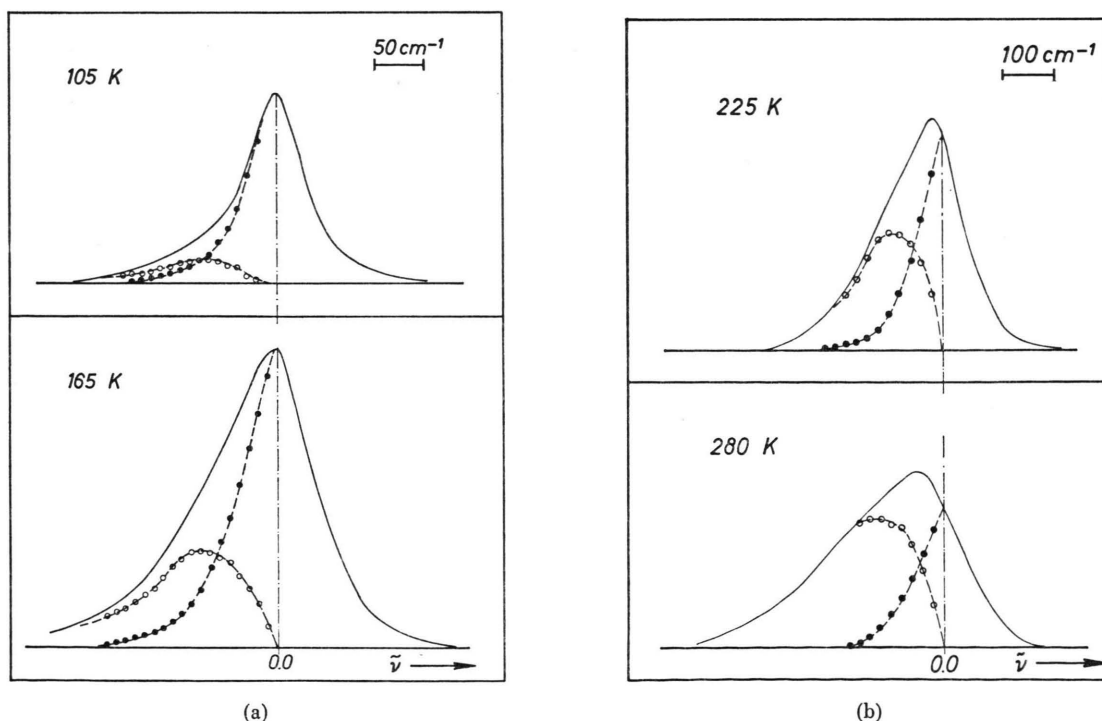 50 cm⁻¹
105 K
165 K
0.0 ν̃
(a)
100 cm⁻¹
225 K
280 K
0.0 ν̃
(b)